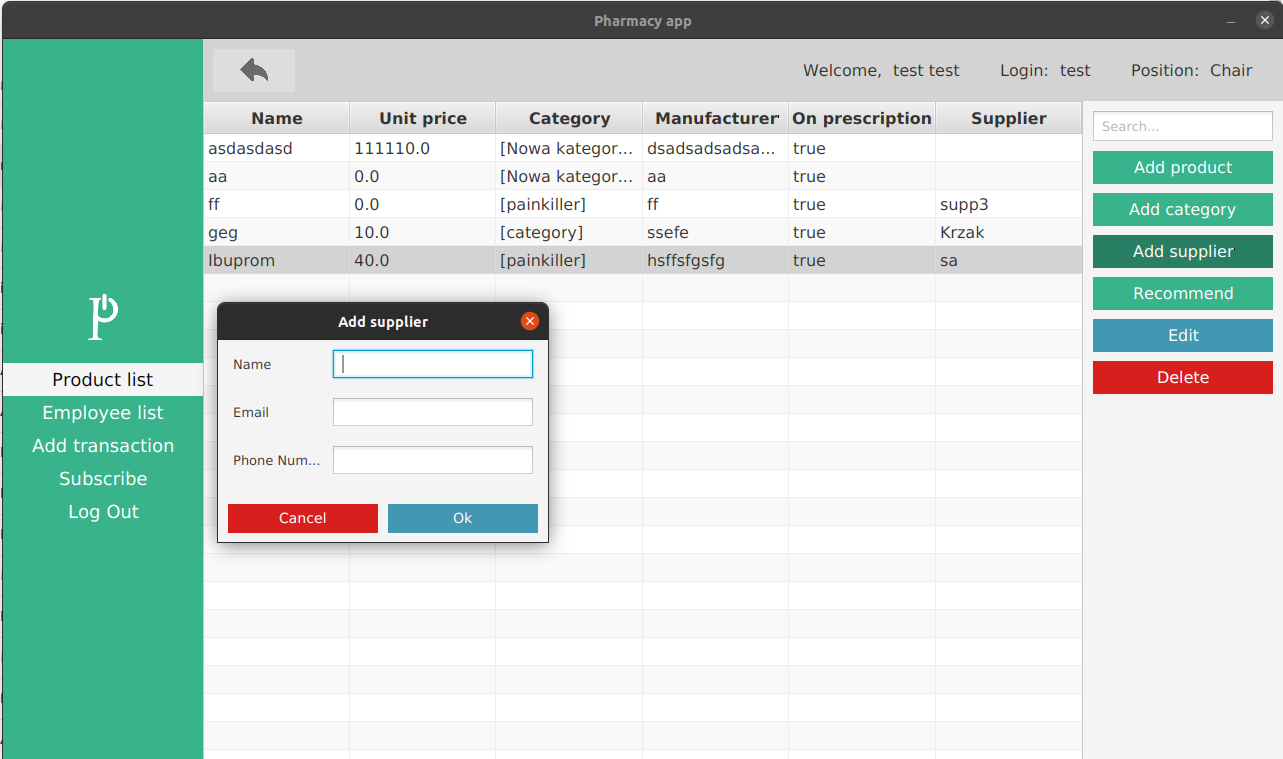 Pharmacy app
Welcome, test test Login: test Position: Chair
Name Unit price Category Manufacturer On prescription Supplier
asdasdasd 111110.0 [Nowa kategor... dsadsadsadsa... true
aa 0.0 [Nowa kategor... aa true
ff 0.0 [painkiller] ff true supp3
geg 10.0 [category] ssefe true Krzak
Ibuprom 40.0 [painkiller] hsffsfgsfg true sa
Search...
Add product
Add category
Add supplier
Recommend
Edit
Delete
Product list
Employee list
Add transaction
Subscribe
Log Out
Add supplier
Name
Email
Phone Num...
Cancel Ok